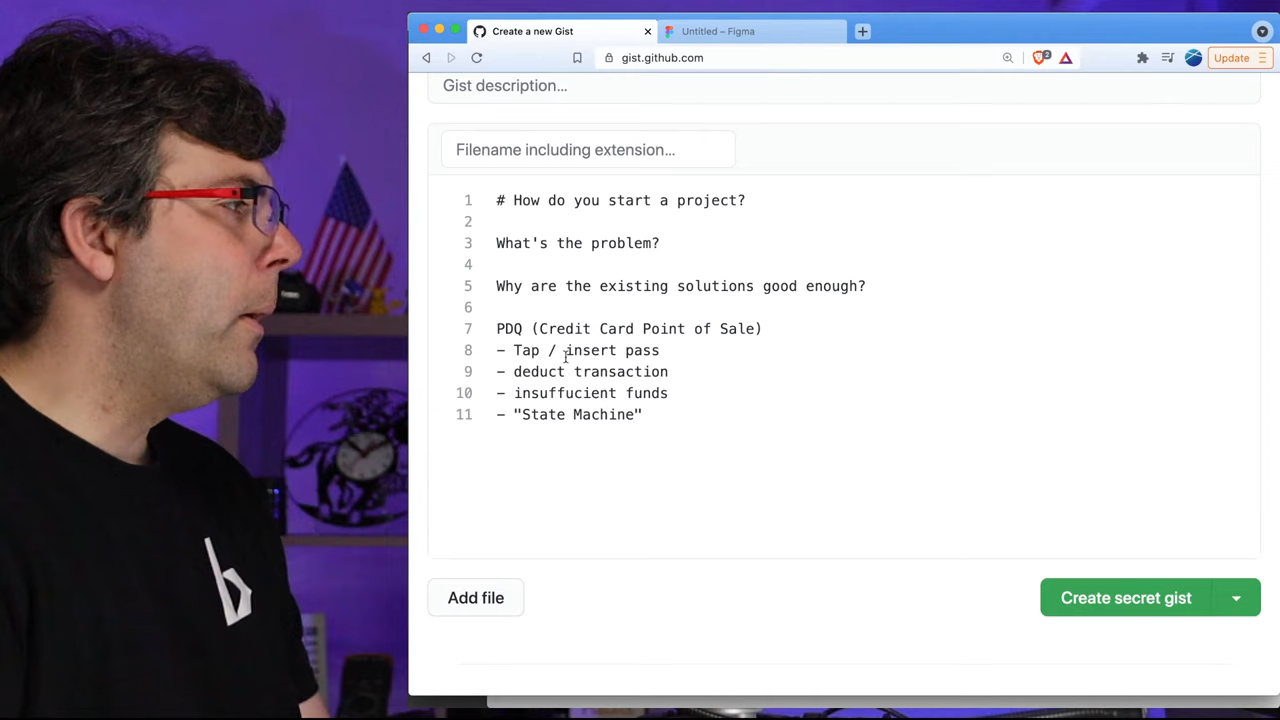 Create a new Gist
Untitled – Figma
gist.github.com
2
Update
Gist description...
Filename including extension...
1 # How do you start a project?
2
3 What's the problem?
4
5 Why are the existing solutions good enough?
6
7 PDQ (Credit Card Point of Sale)
8 - Tap / insert pass
9 - deduct transaction
10 - insuffucient funds
11 - "State Machine"
Add file
Create secret gist
b